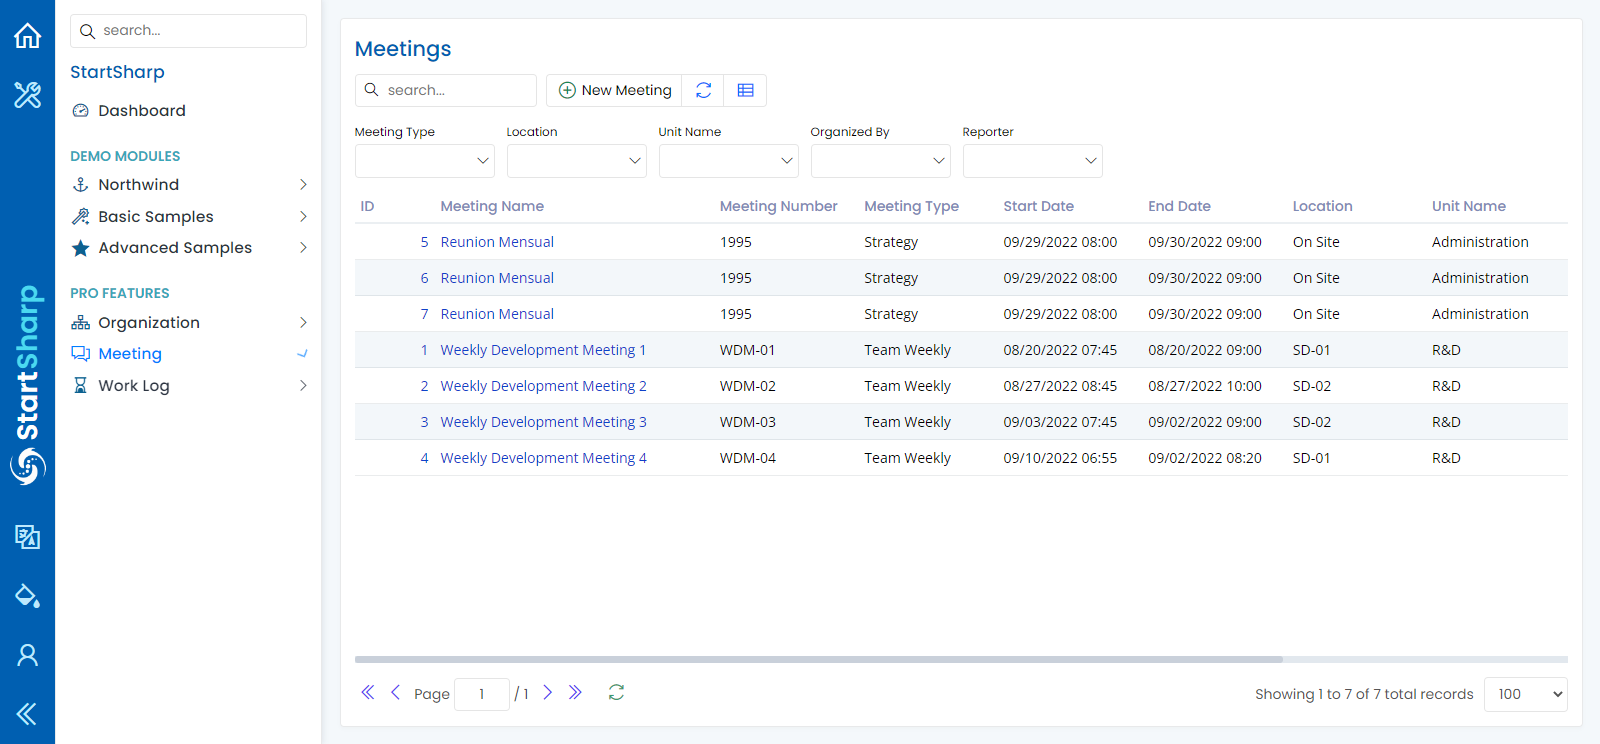 search...
StartSharp
Dashboard
DEMO MODULES
Northwind
Basic Samples
Advanced Samples
PRO FEATURES
Organization
Meeting
Work Log
StartSharp
Meetings
search...
New Meeting
Meeting Type Location Unit Name Organized By Reporter
ID Meeting Name Meeting Number Meeting Type Start Date End Date Location Unit Name
5 Reunion Mensual 1995 Strategy 09/29/2022 08:00 09/30/2022 09:00 On Site Administration
6 Reunion Mensual 1995 Strategy 09/29/2022 08:00 09/30/2022 09:00 On Site Administration
7 Reunion Mensual 1995 Strategy 09/29/2022 08:00 09/30/2022 09:00 On Site Administration
1 Weekly Development Meeting 1 WDM-01 Team Weekly 08/20/2022 07:45 08/20/2022 09:00 SD-01 R&D
2 Weekly Development Meeting 2 WDM-02 Team Weekly 08/27/2022 08:45 08/27/2022 10:00 SD-02 R&D
3 Weekly Development Meeting 3 WDM-03 Team Weekly 09/03/2022 07:45 09/02/2022 09:00 SD-02 R&D
4 Weekly Development Meeting 4 WDM-04 Team Weekly 09/10/2022 06:55 09/02/2022 08:20 SD-01 R&D
Page 1 / 1
Showing 1 to 7 of 7 total records 100